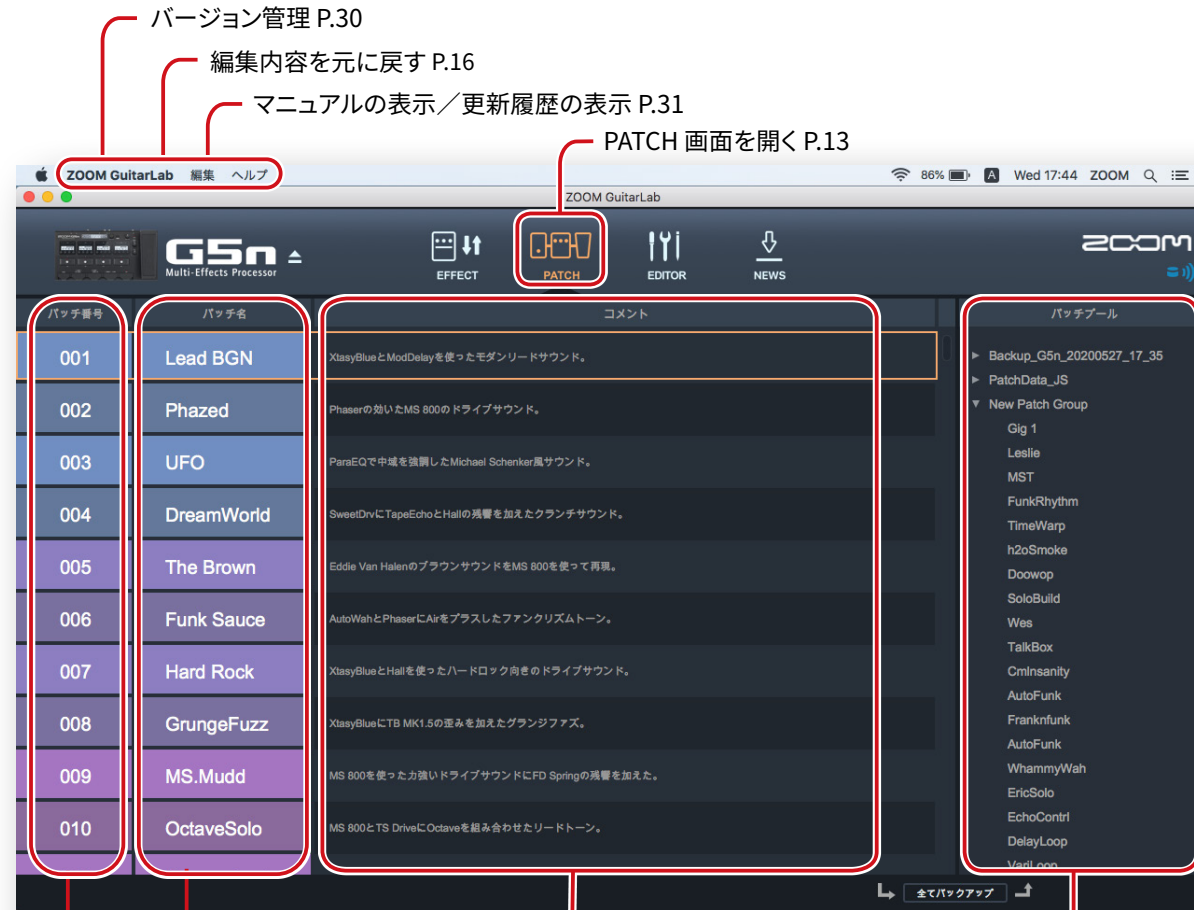 バージョン管理 P.30
編集内容を元に戻す P.16
マニュアルの表示／更新履歴の表示 P.31
PATCH 画面を開く P.13
ZOOM GuitarLab 編集 ヘルプ 86% A Wed 17:44 ZOOM
ZOOM GuitarLab
G5n
Multi-Effects Processor
EFFECT PATCH EDITOR NEWS
ZOOM
パッチ番号 パッチ名 コメント パッチプール
001 Lead BGN XtasyBlueとModDelayを使ったモダンリードサウンド。
002 Phazed Phaserの効いたMS 800のドライブサウンド。
003 UFO ParaEQで中域を強調したMichael Schenker風サウンド。
004 DreamWorld SweetDrvにTapeEchoとHallの残響を加えたクランチサウンド。
005 The Brown Eddie Van HalenのブラウンサウンドをMS 800を使って再現。
006 Funk Sauce AutoWahとPhaserにAirをプラスしたファンクリズムトーン。
007 Hard Rock XtasyBlueとHallを使ったハードロック向きのドライブサウンド。
008 GrungeFuzz XtasyBlueにTB MK1.5の歪みを加えたグランジファズ。
009 MS.Mudd MS 800を使った力強いドライブサウンドにFD Springの残響を加えた。
010 OctaveSolo MS 800とTS DriveにOctaveを組み合わせたリードトーン。
Backup_G5n_20200527_17_35
PatchData_JS
New Patch Group
Gig 1
Leslie
MST
FunkRhythm
TimeWarp
h2oSmoke
Doowop
SoloBuild
Wes
TalkBox
CmInsanity
AutoFunk
Franknfunk
AutoFunk
WhammyWah
EricSolo
EchoContrl
DelayLoop
VariLoop
全てバックアップ